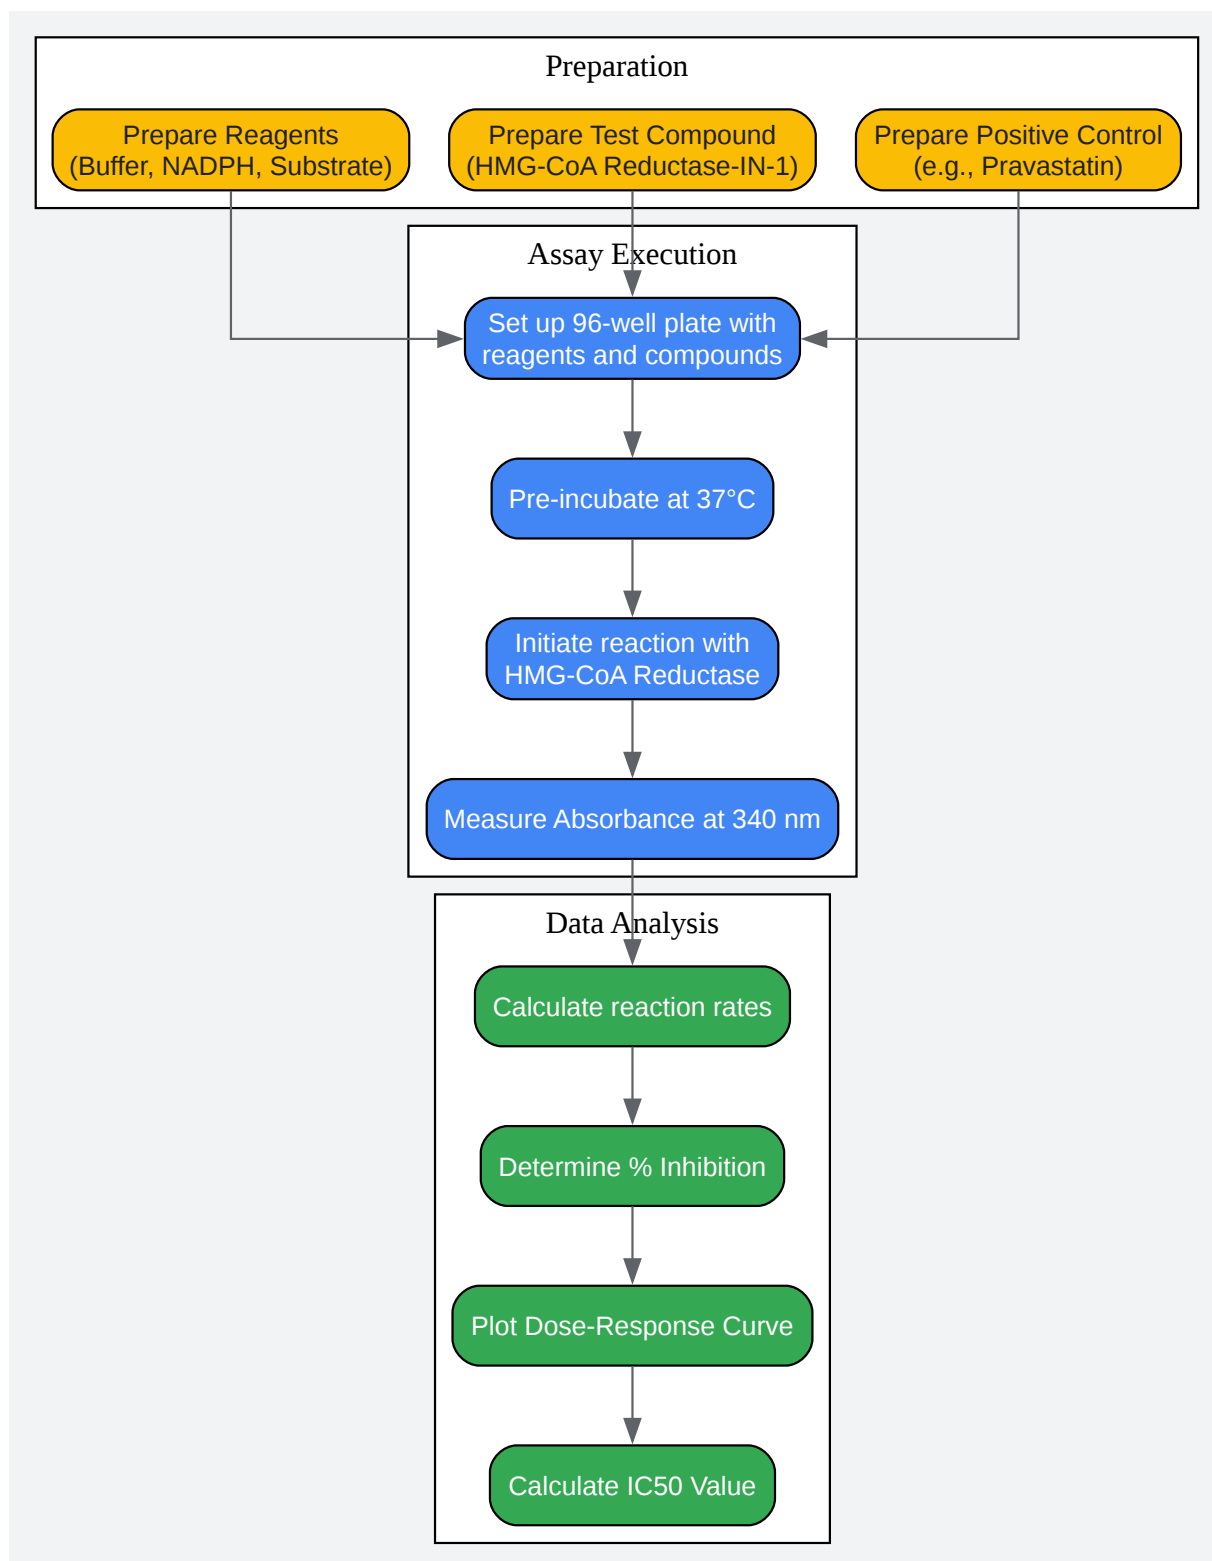 Preparation
Prepare Reagents
(Buffer, NADPH, Substrate)
Prepare Test Compound
(HMG-CoA Reductase-IN-1)
Prepare Positive Control
(e.g., Pravastatin)
Assay Execution
Set up 96-well plate with
reagents and compounds
Pre-incubate at 37°C
Initiate reaction with
HMG-CoA Reductase
Measure Absorbance at 340 nm
Data Analysis
Calculate reaction rates
Determine % Inhibition
Plot Dose-Response Curve
Calculate IC50 Value